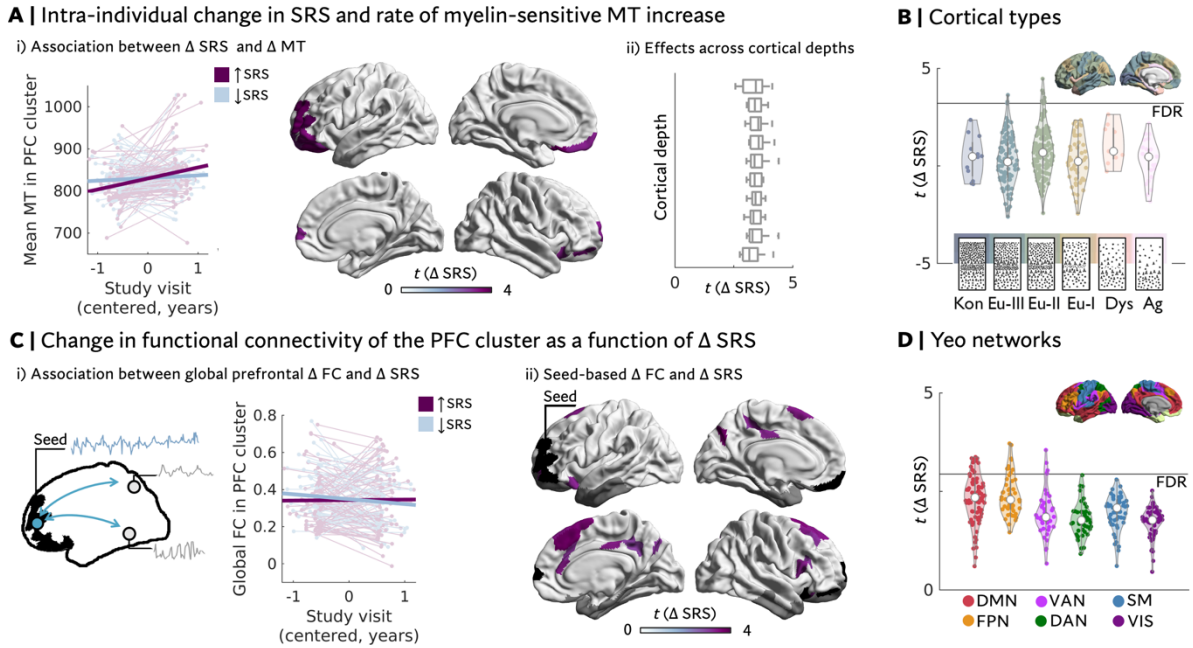 A | Intra-individual change in SRS and rate of myelin-sensitive MT increase
i) Association between Δ SRS and Δ MT
↑SRS
↓SRS
Mean MT in PFC cluster
1000
900
800
700
-1 0 1
Study visit
(centered, years)
t (Δ SRS)
0 4
ii) Effects across cortical depths
Cortical depth
0 5
t (Δ SRS)
B | Cortical types
5
FDR
t (Δ SRS)
-5
Kon Eu-III Eu-II Eu-I Dys Ag
C | Change in functional connectivity of the PFC cluster as a function of Δ SRS
i) Association between global prefrontal Δ FC and Δ SRS
Seed
↑SRS
↓SRS
Global FC in PFC cluster
0.8
0.6
0.4
0.2
0
-1 0 1
Study visit
(centered, years)
ii) Seed-based Δ FC and Δ SRS
Seed
t (Δ SRS)
0 4
D | Yeo networks
5
FDR
t (Δ SRS)
0
DMN VAN SM
FPN DAN VIS